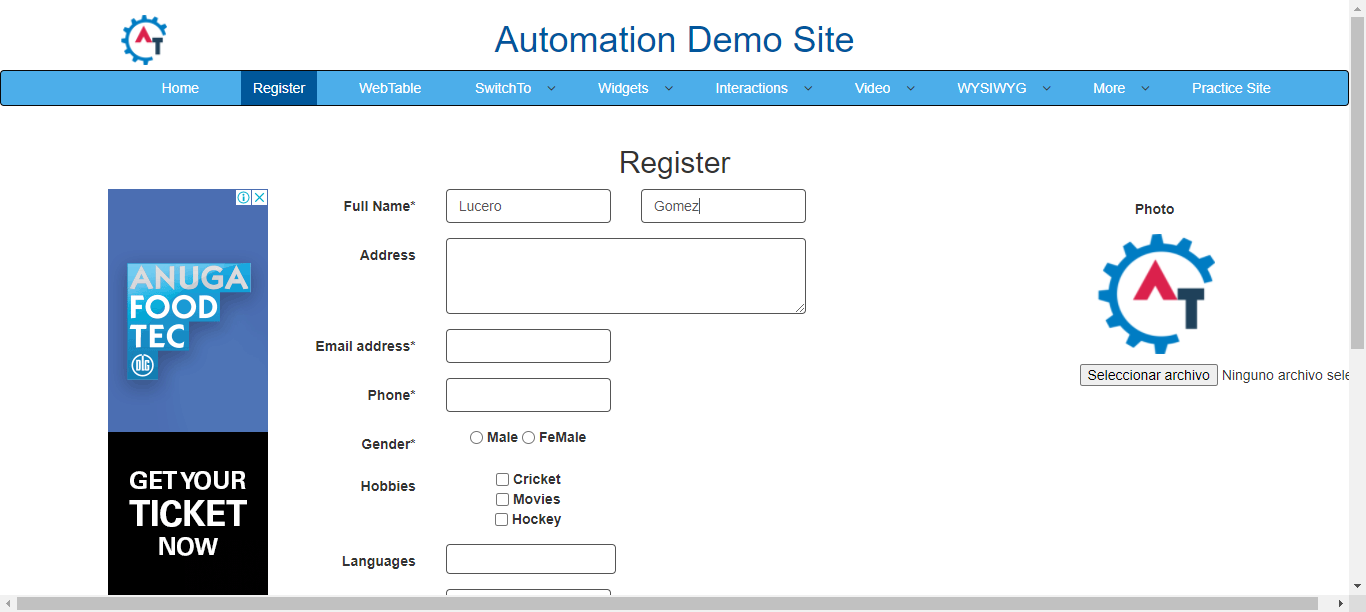 AT
Automation Demo Site
Home Register WebTable SwitchTo Widgets Interactions Video WYSIWYG More Practice Site
Register
ANUGA
FOOD
TEC
DLG
GET YOUR
TICKET
NOW
Full Name* Lucero Gomez
Address
Email address*
Phone*
Gender* Male FeMale
Hobbies Cricket
Movies
Hockey
Languages
Photo
AT
Seleccionar archivo Ninguno archivo sele